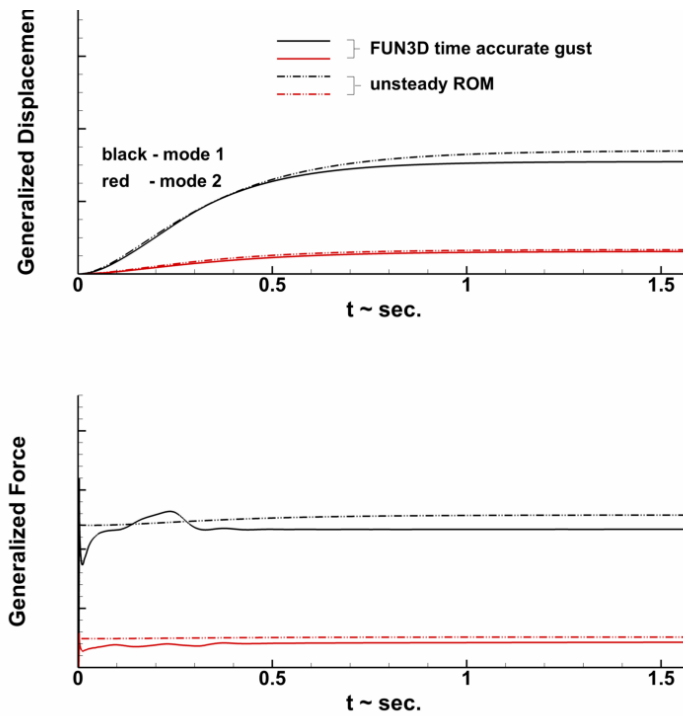 FUN3D time accurate gust
unsteady ROM
black - mode 1
red - mode 2
Generalized Displacemen
0 0.5 1 1.5
t ~ sec.
Generalized Force
0 0.5 1 1.5
t ~ sec.